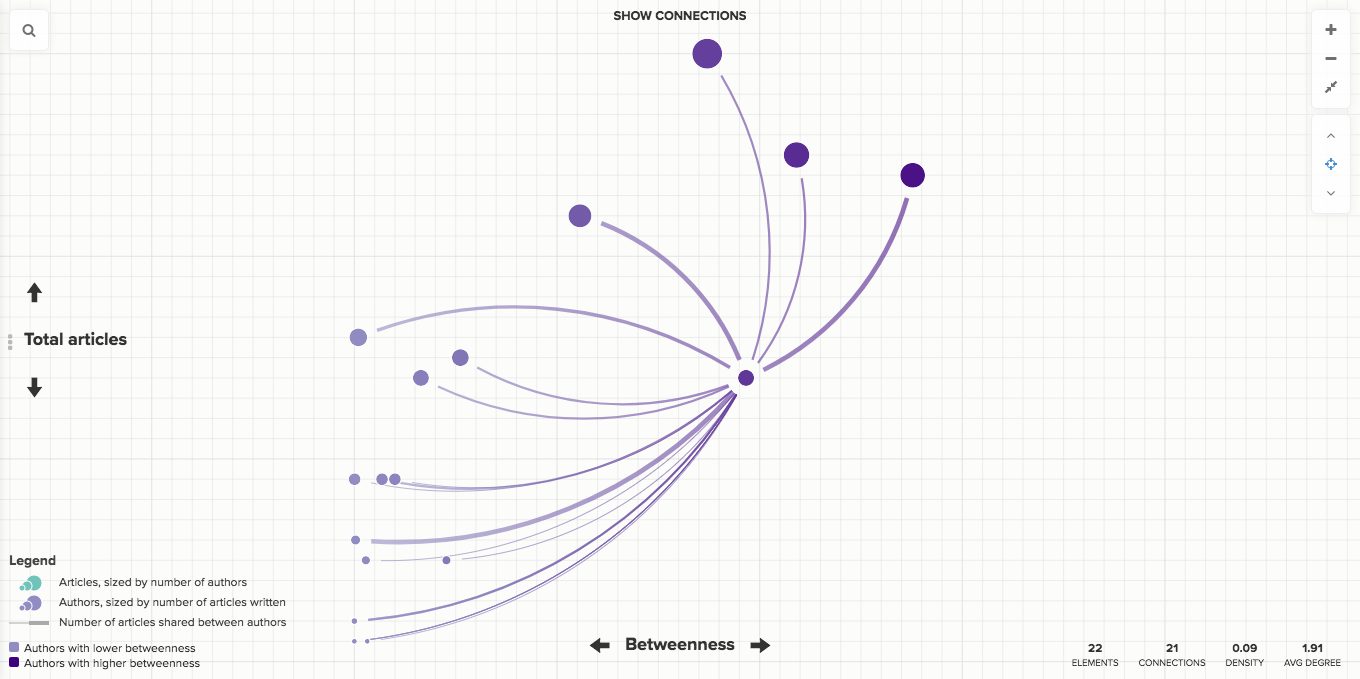 SHOW CONNECTIONS
Total articles
Legend
Articles, sized by number of authors
Authors, sized by number of articles written
Number of articles shared between authors
Authors with lower betweenness
Authors with higher betweenness
Betweenness
22 21 0.09 1.91
ELEMENTS CONNECTIONS DENSITY AVG DEGREE